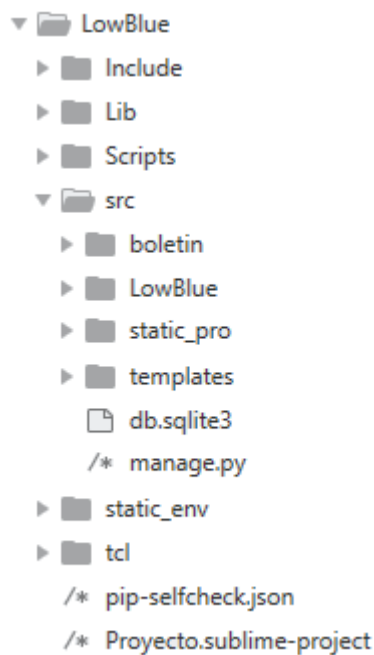 LowBlue
Include
Lib
Scripts
src
boletin
LowBlue
static_pro
templates
db.sqlite3
/* manage.py
static_env
tcl
/* pip-selfcheck.json
/* Proyecto.sublime-project